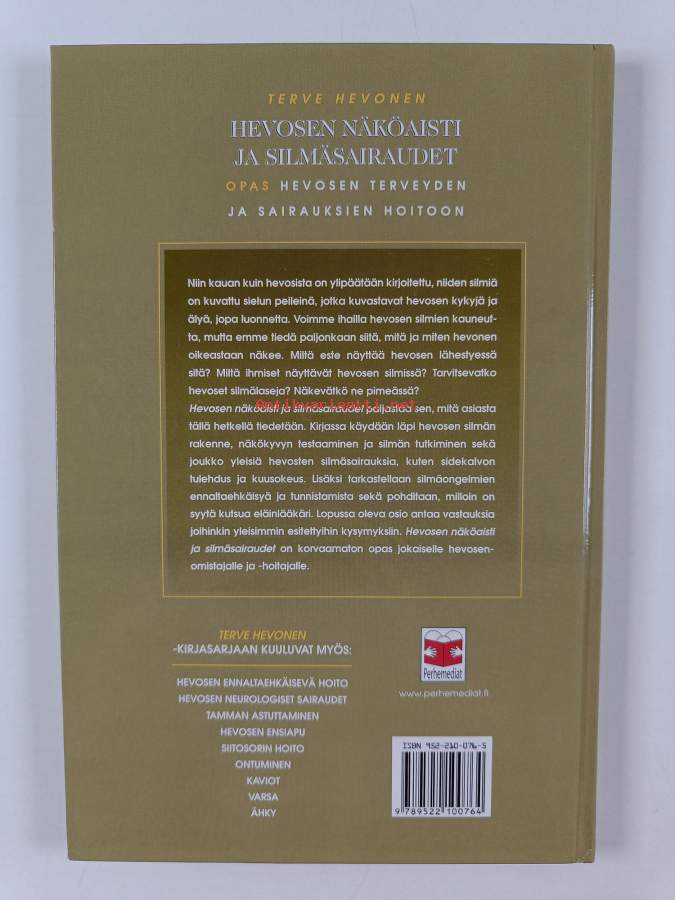 TERVE HEVONEN
HEVOSEN NÄKÖAISTI
JA SILMÄSAIRAUDET
OPAS HEVOSEN TERVEYDEN
JA SAIRAUKSIEN HOITOON
Niin kauan kuin hevosista on ylipäätään kirjoitettu, niiden silmiä
on kuvattu sielun peileinä, jotka kuvastavat hevosen kykyjä ja
älyä, jopa luonnetta. Voimme ihailla hevosen silmien kauneut-
ta, mutta emme tiedä paljonkaan siitä, mitä ja miten hevonen
oikeastaan näkee. Miltä este näyttää hevosen lähestyessä
sitä? Miltä ihmiset näyttävät hevosen silmissä? Tarvitsevatko
hevoset silmälaseja? Näkevätkö ne pimeässä?
Antikvariaatti.net
Hevosen näköaisti ja silmäsairaudet paljastaa sen, mitä asiasta
tällä hetkellä tiedetään. Kirjassa käydään läpi hevosen silmän
rakenne, näkökyvyn testaaminen ja silmän tutkiminen sekä
joukko yleisiä hevosten silmäsairauksia, kuten sidekalvon
tulehdus ja kuusokeus. Lisäksi tarkastellaan silmäongelmien
ennaltaehkäisyä ja tunnistamista sekä pohditaan, milloin on
syytä kutsua eläinlääkäri. Lopussa oleva osio antaa vastauksia
joihinkin yleisimmin esitettyihin kysymyksiin. Hevosen näköaisti
ja silmäsairaudet on korvaamaton opas jokaiselle hevosen-
omistajalle ja -hoitajalle.
TERVE HEVONEN
-KIRJASARJAAN KUULUVAT MYÖS:
HEVOSEN ENNALTAEHKÄISEVÄ HOITO
HEVOSEN NEUROLOGISET SAIRAUDET
TAMMAN ASTUTTAMINEN
HEVOSEN ENSIAPU
SIITOSORIN HOITO
ONTUMINEN
KAVIOT
VARSA
ÄHKY
Perhemediat
www.perhemediat.fi
ISBN 952-210-076-5
9 789522 100764